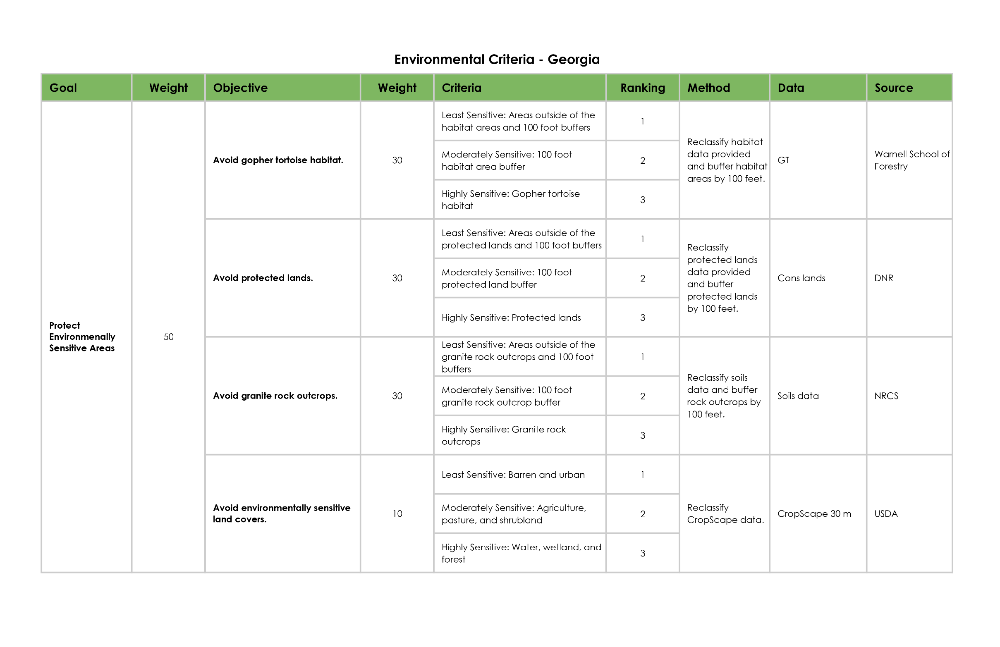 Environmental Criteria - Georgia
Goal Weight Objective Weight Criteria Ranking Method Data Source
Protect
Environmenally
Sensitive Areas
50
Avoid gopher tortoise habitat.
30
Least Sensitive: Areas outside of the
habitat areas and 100 foot buffers
1
Moderately Sensitive: 100 foot
habitat area buffer
2
Highly Sensitive: Gopher tortoise
habitat
3
Reclassify habitat
data provided
and buffer habitat
areas by 100 feet.
GT
Warnell School of
Forestry
Avoid protected lands.
30
Least Sensitive: Areas outside of the
protected lands and 100 foot buffers
1
Moderately Sensitive: 100 foot
protected land buffer
2
Highly Sensitive: Protected lands
3
Reclassify
protected lands
data provided
and buffer
protected lands
by 100 feet.
Cons lands
DNR
Avoid granite rock outcrops.
30
Least Sensitive: Areas outside of the
granite rock outcrops and 100 foot
buffers
1
Moderately Sensitive: 100 foot
granite rock outcrop buffer
2
Highly Sensitive: Granite rock
outcrops
3
Reclassify soils
data and buffer
rock outcrops by
100 feet.
Soils data
NRCS
Avoid environmentally sensitive
land covers.
10
Least Sensitive: Barren and urban
1
Moderately Sensitive: Agriculture,
pasture, and shrubland
2
Highly Sensitive: Water, wetland, and
forest
3
Reclassify
CropScape data.
CropScape 30 m
USDA